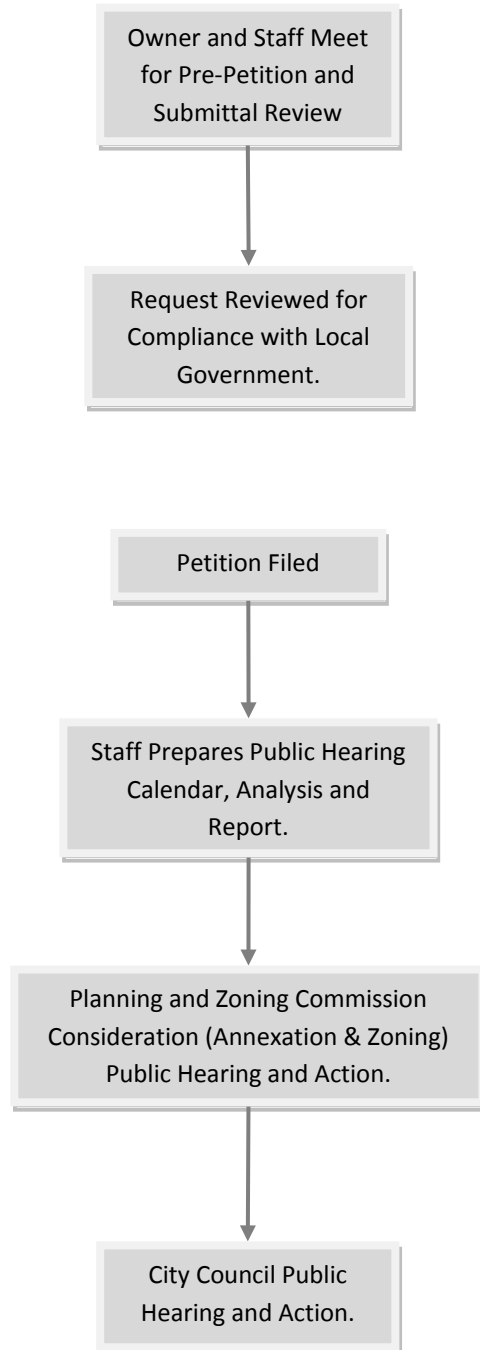 Owner and Staff Meet
for Pre-Petition and
Submittal Review
Request Reviewed for
Compliance with Local
Government.
Petition Filed
Staff Prepares Public Hearing
Calendar, Analysis and
Report.
Planning and Zoning Commission
Consideration (Annexation & Zoning)
Public Hearing and Action.
City Council Public
Hearing and Action.